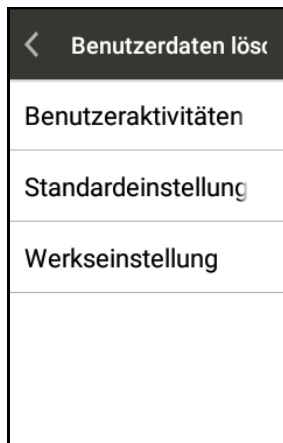 Benutzerdaten lösc
Benutzeraktivitäten
Standardeinstellung
Werkseinstellung